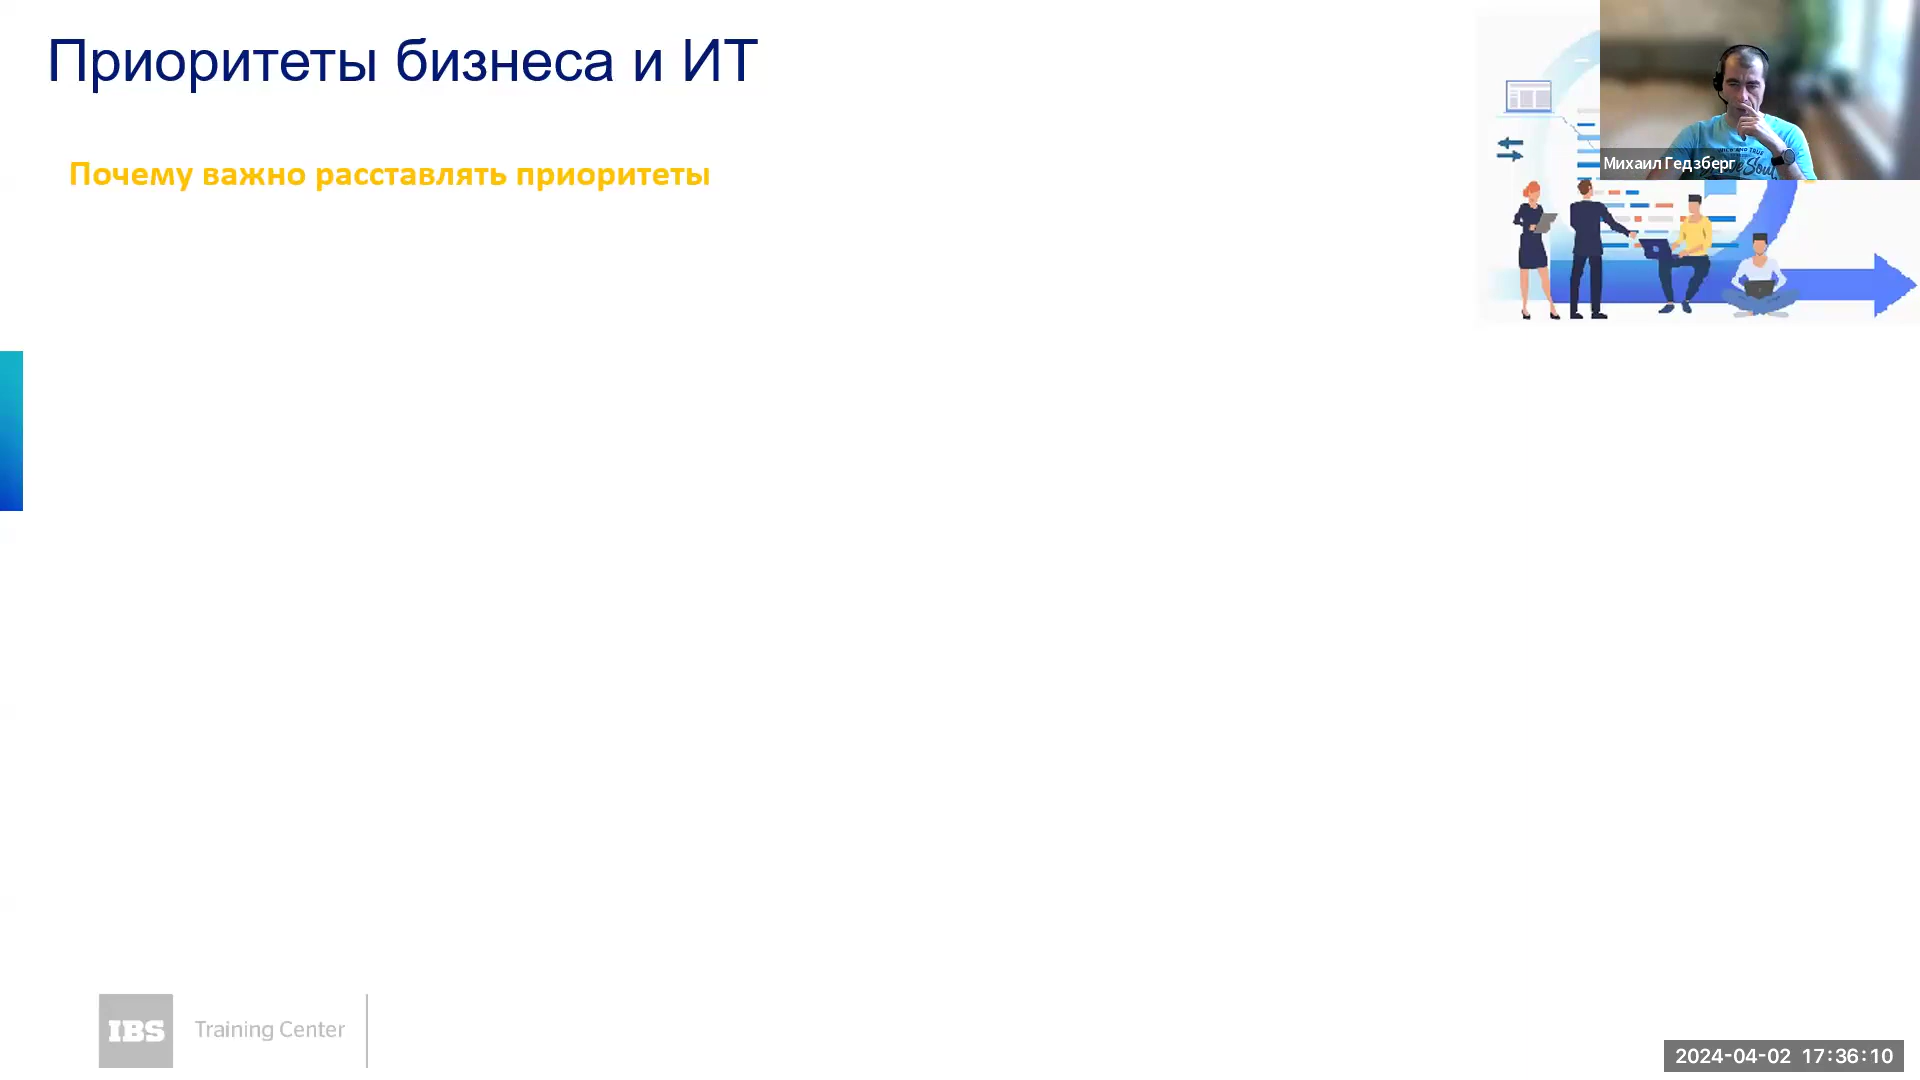 Приоритеты бизнеса и ИТ
Михаил Гедзберг
Почему важно расставлять приоритеты
IBS Training Center
2024-04-02 17:36:10